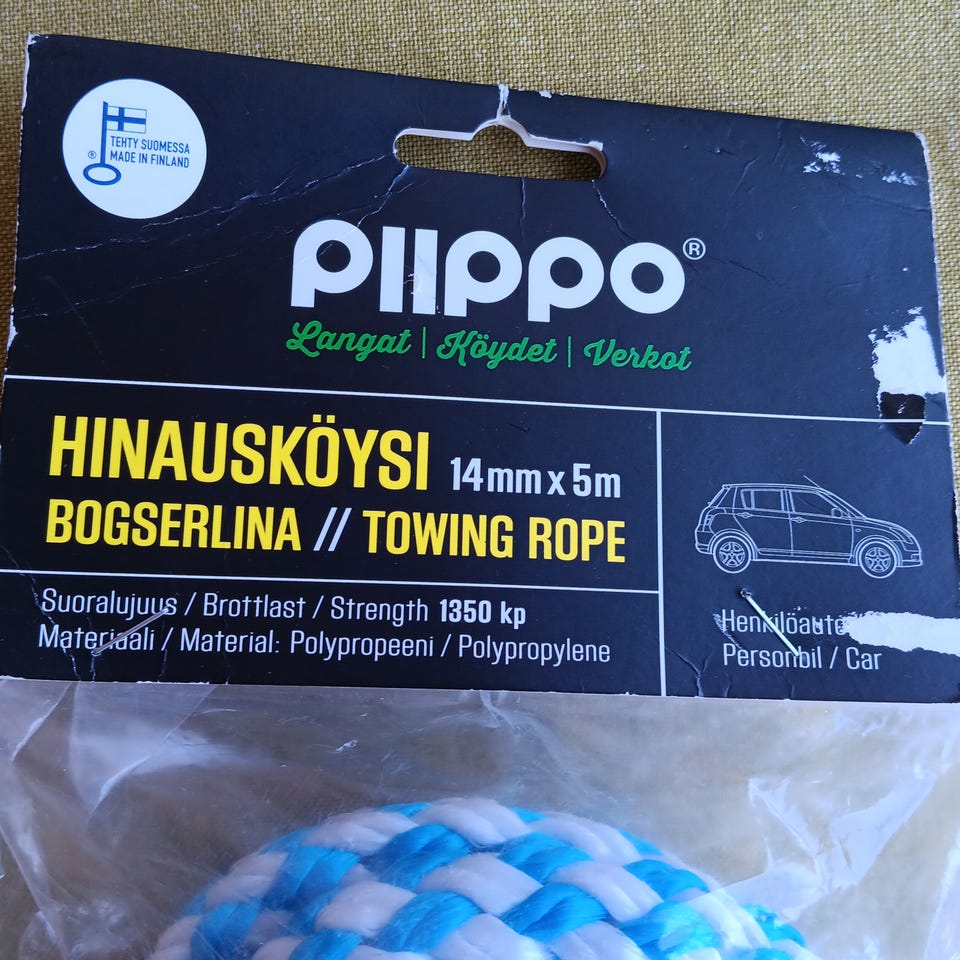 TEHTY SUOMESSA
® MADE IN FINLAND
PIIPPO®
Langat | Köydet | Verkot
HINAUSKÖYSI 14mm x 5m
BOGSERLINA // TOWING ROPE
Suoralujuus / Brottlast / Strength 1350 kp
Materiaali / Material: Polypropeeni / Polypropylene
Personbil / Car